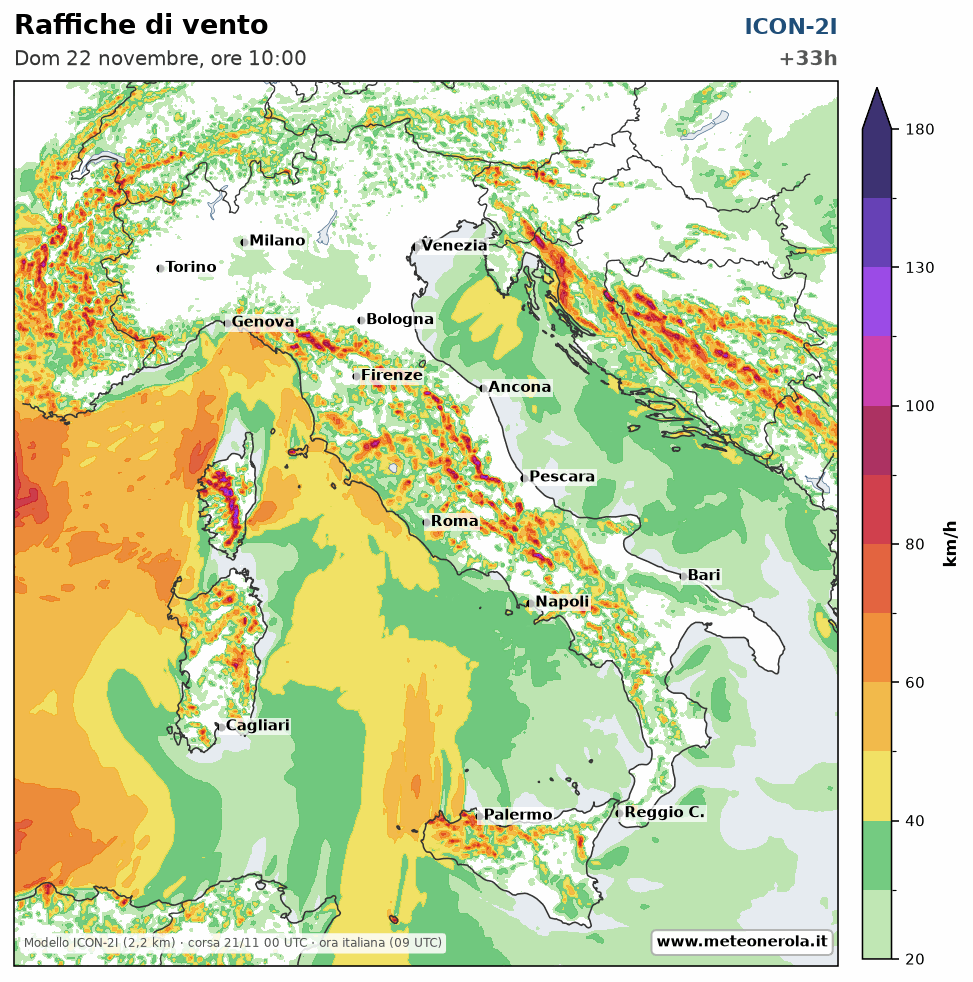 Raffiche di vento
ICON-2I
Dom 22 novembre, ore 10:00
+33h
180
130
100
80
60
40
20
km/h
Milano
Venezia
Torino
Genova
Bologna
Firenze
Ancona
Pescara
Roma
Bari
Napoli
Cagliari
Palermo
Reggio C.
Modello ICON-2I (2,2 km) · corsa 21/11 00 UTC · ora italiana (09 UTC)
www.meteonerola.it